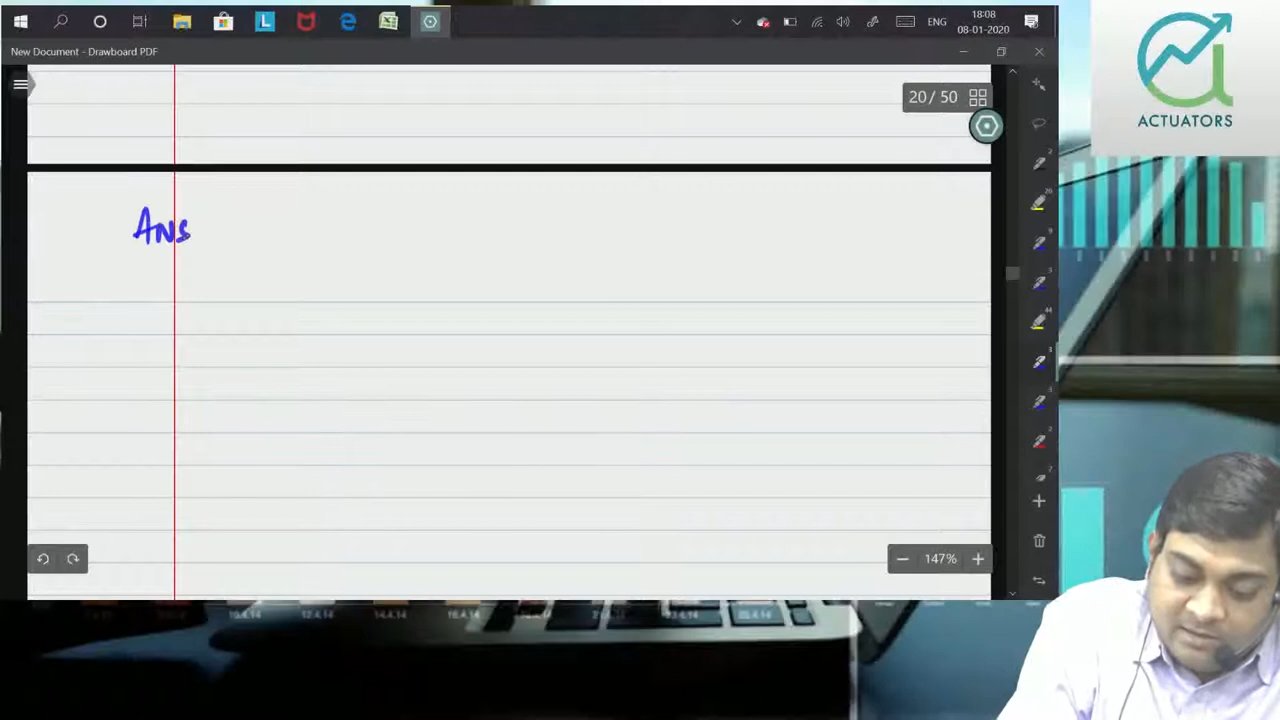 ENG
18:08
08-01-2020
New Document - Drawboard PDF
20 / 50
ACTUATORS
Ans
147%